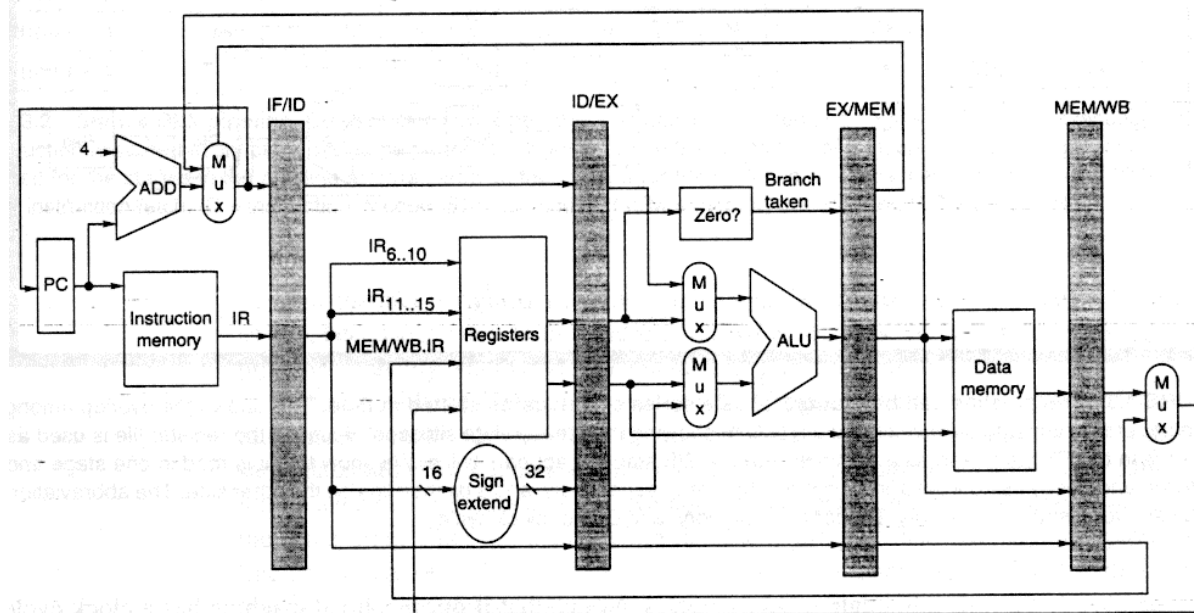 IF/ID
ID/EX
EX/MEM
MEM/WB
4
ADD
M
u
x
Branch
taken
Zero?
PC
Instruction
memory
IR
IR6..10
IR11..15
MEM/WB.IR
Registers
M
u
x
M
u
x
ALU
Data
memory
M
u
x
16
Sign
extend
32